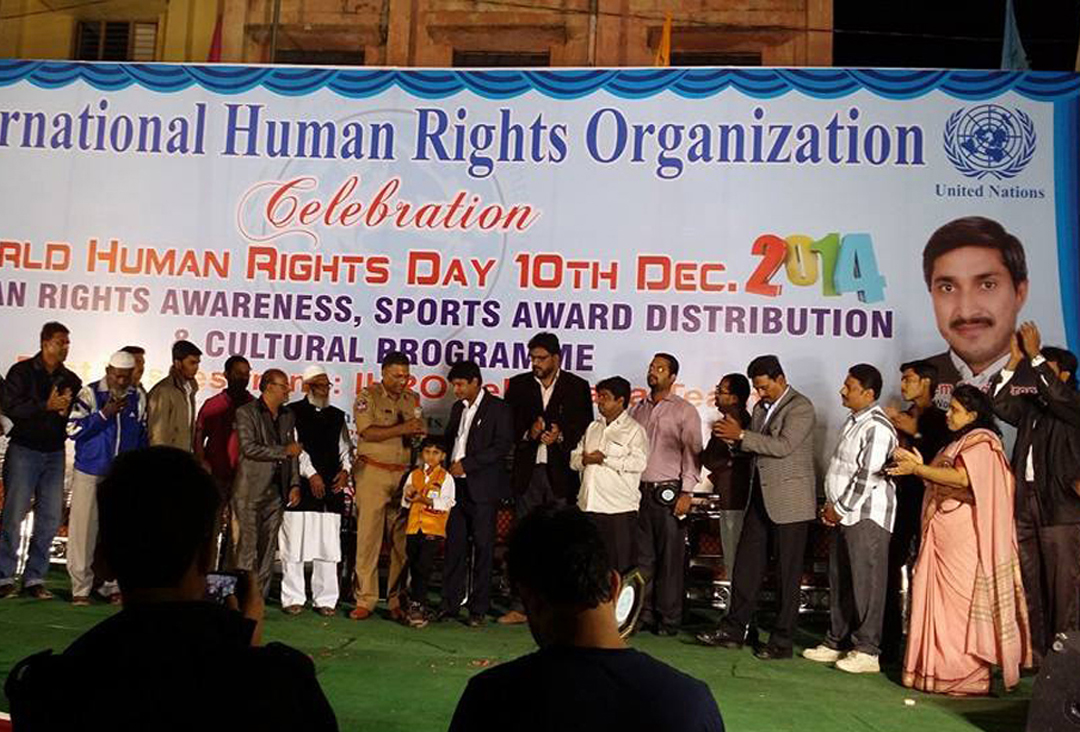 ernational Human Rights Organization
United Nations
Celebration
RLD HUMAN RIGHTS DAY 10TH DEC. 2014
AN RIGHTS AWARENESS, SPORTS AWARD DISTRIBUTION
& CULTURAL PROGRAMME